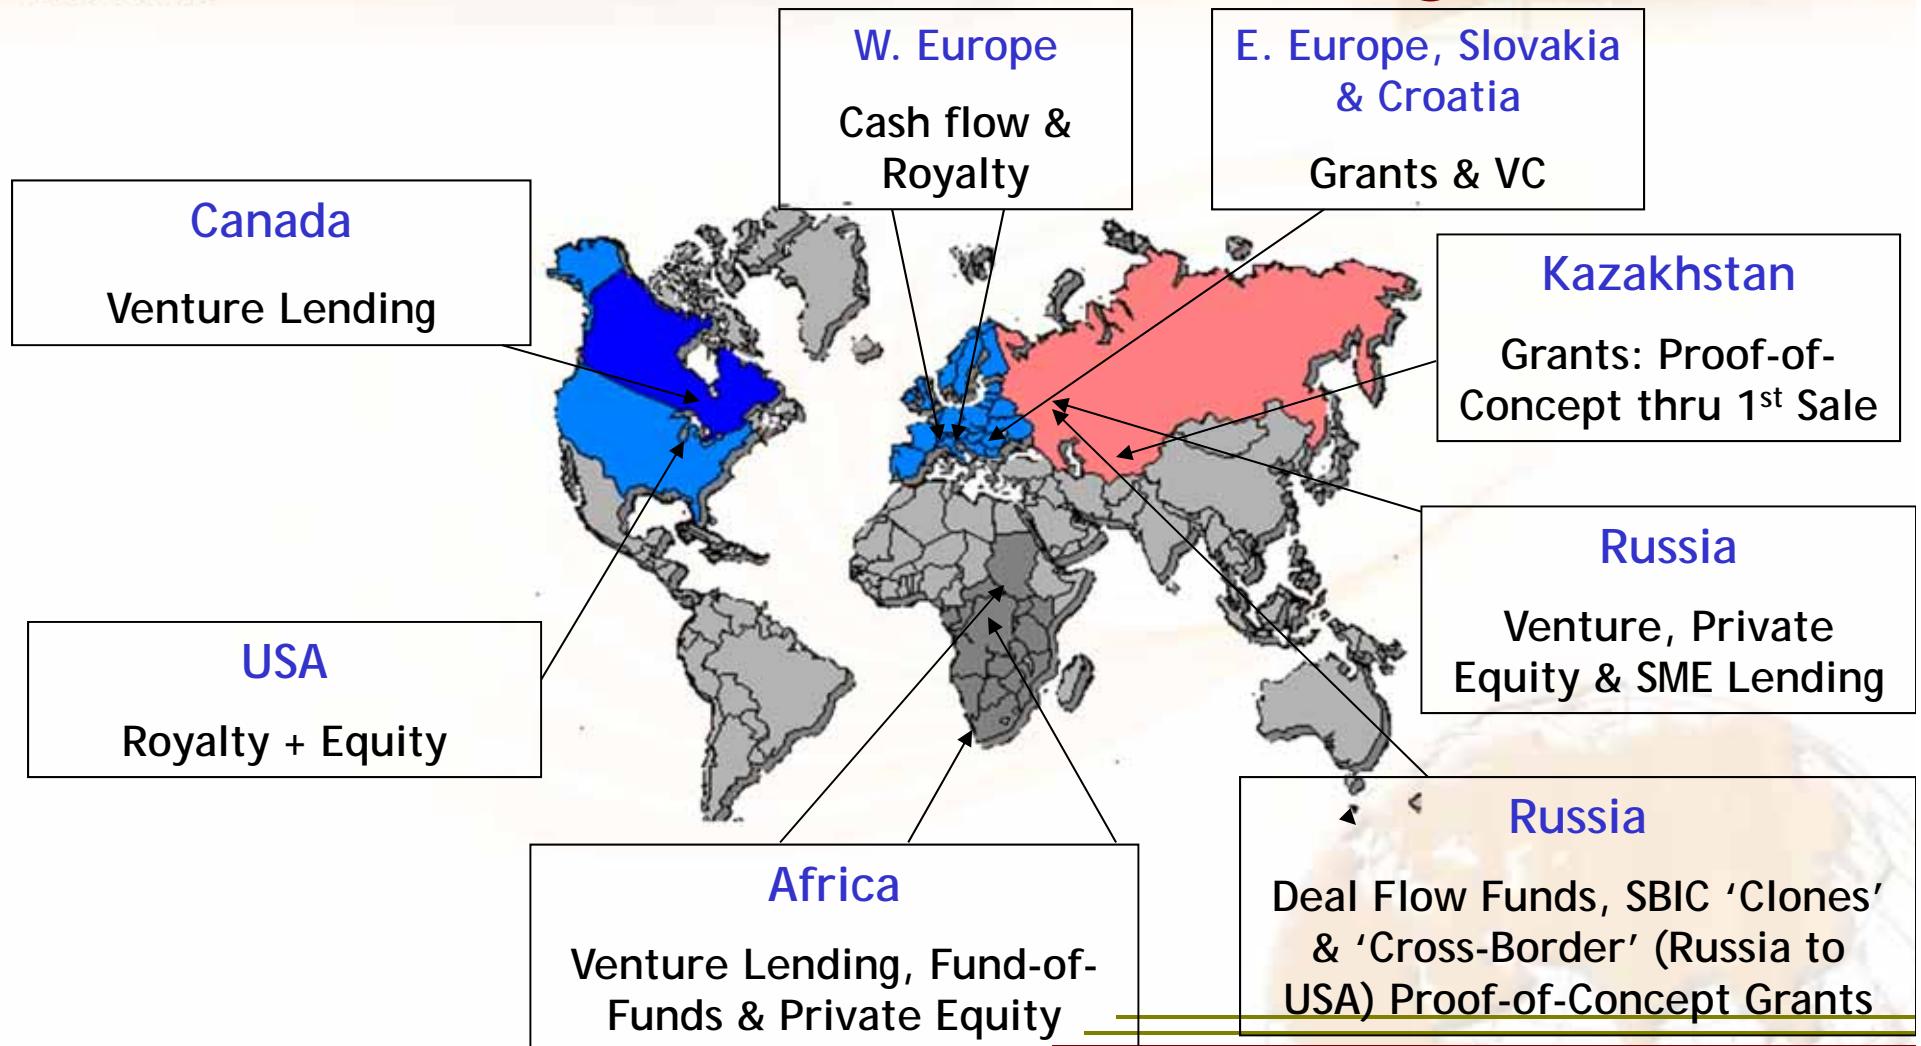 W. Europe
Cash flow &
Royalty
E. Europe, Slovakia
& Croatia
Grants & VC
Canada
Venture Lending
Kazakhstan
Grants: Proof-of-
Concept thru 1st Sale
Russia
Venture, Private
Equity & SME Lending
USA
Royalty + Equity
Africa
Venture Lending, Fund-of-
Funds & Private Equity
Russia
Deal Flow Funds, SBIC ‘Clones’
& ‘Cross-Border’ (Russia to
USA) Proof-of-Concept Grants